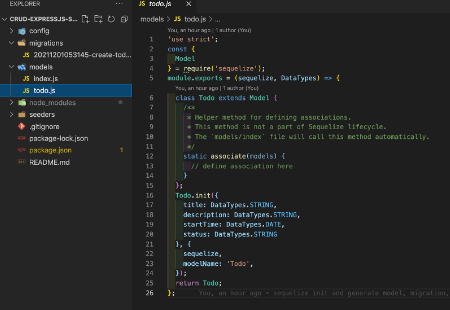 EXPLORER
CRUD-EXPRESSJS-S...
config
migrations
20211201053145-create-tod...
models
index.js
todo.js
node_modules
seeders
.gitignore
package-lock.json
package.json 1
README.md
JS todo.js ×
models > JS todo.js > ...
You, an hour ago | 1 author (You)
1 'use strict';
2 const {
3 Model
4 } = require('sequelize');
5 module.exports = (sequelize, DataTypes) => {
You, an hour ago | 1 author (You)
6 class Todo extends Model {
7 /**
8 * Helper method for defining associations.
9 * This method is not a part of Sequelize lifecycle.
10 * The `models/index` file will call this method automatically.
11 */
12 static associate(models) {
13 // define association here
14 }
15 };
16 Todo.init({
17 title: DataTypes.STRING,
18 description: DataTypes.STRING,
19 startTime: DataTypes.DATE,
20 status: DataTypes.STRING
21 }, {
22 sequelize,
23 modelName: 'Todo',
24 });
25 return Todo;
26 }; You, an hour ago • sequelize init and generate model, migration,